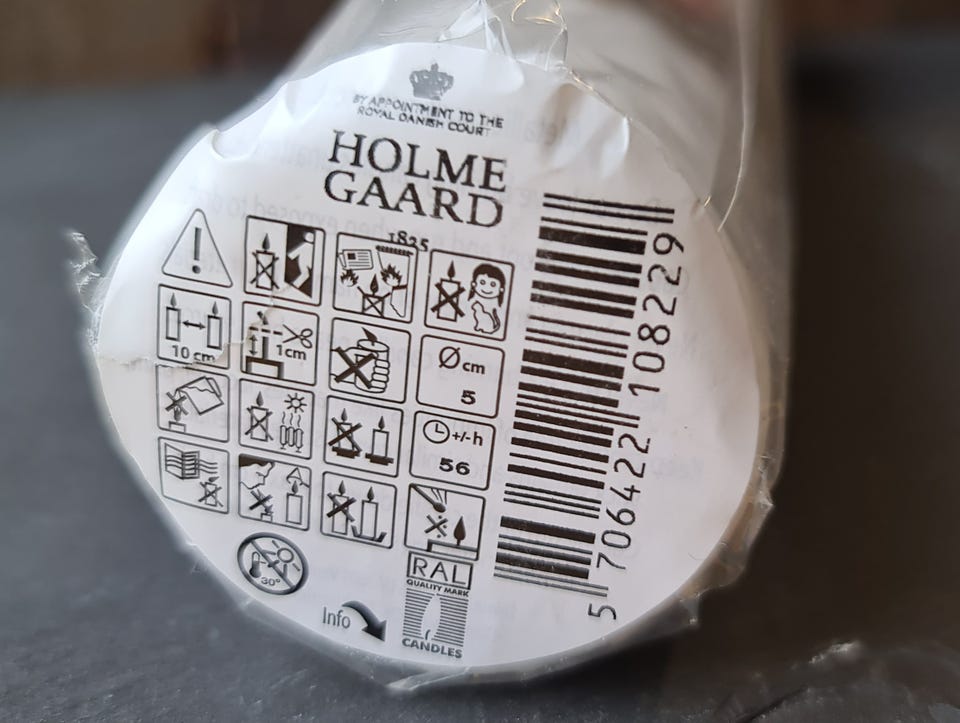 BY APPOINTMENT TO THE
ROYAL DANISH COURT
HOLME
GAARD
1825
10 cm
1cm
Ø cm
5
+/- h
56
30°
Info
RAL
QUALITY MARK
CANDLES
5 706422 108229